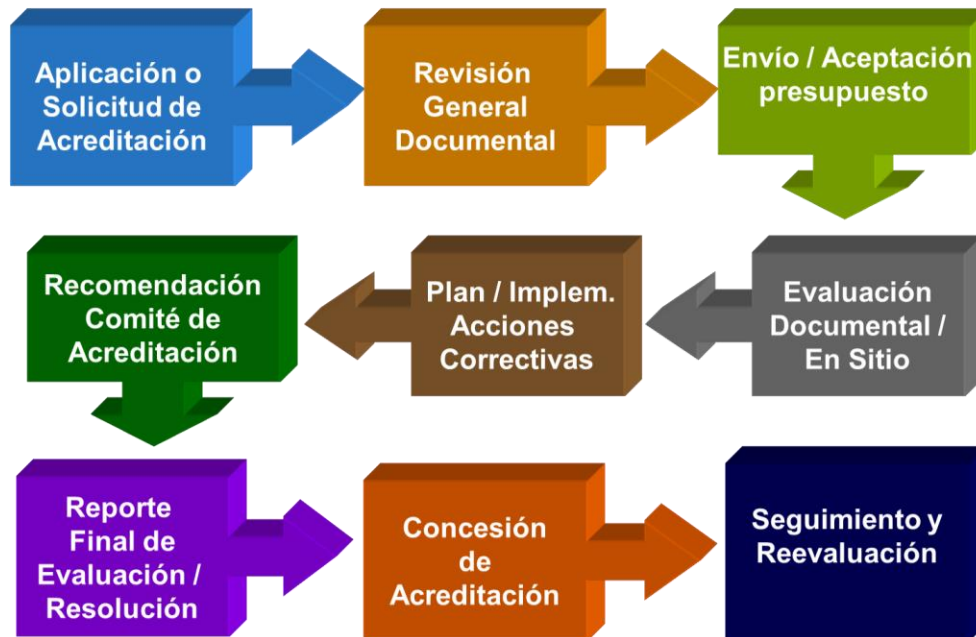 Aplicación o
Solicitud de
Acreditación
Revisión
General
Documental
Envío / Aceptación
presupuesto
Evaluación
Documental /
En Sitio
Plan / Implem.
Acciones
Correctivas
Recomendación
Comité de
Acreditación
Reporte
Final de
Evaluación /
Resolución
Concesión
de
Acreditación
Seguimiento y
Reevaluación